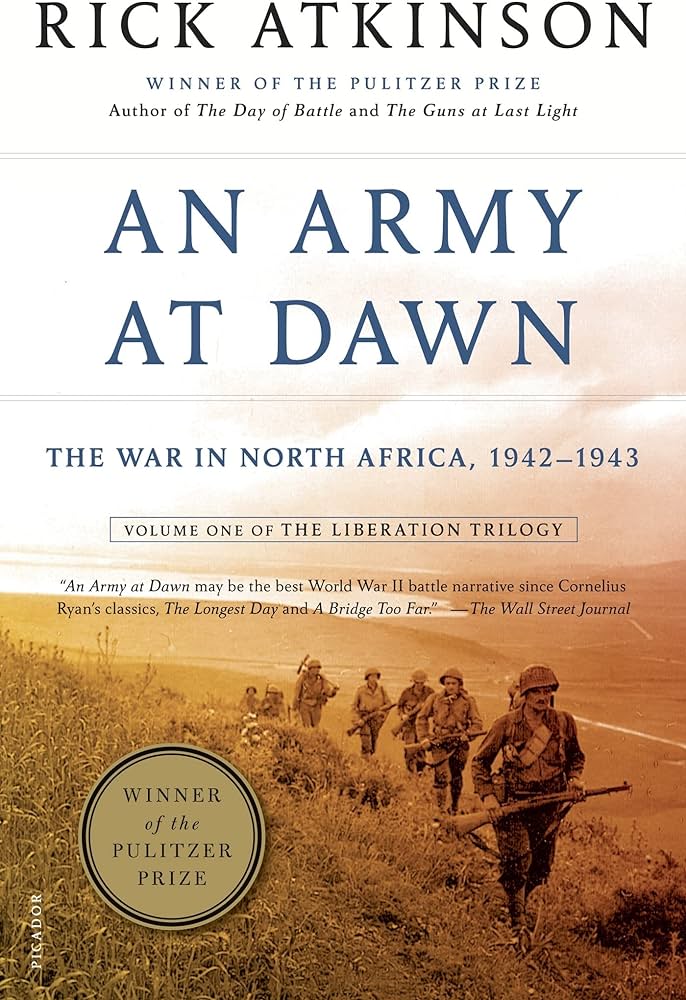 RICK ATKINSON
WINNER OF THE PULITZER PRIZE
Author of The Day of Battle and The Guns at Last Light
AN ARMY
AT DAWN
THE WAR IN NORTH AFRICA, 1942–1943
VOLUME ONE OF THE LIBERATION TRILOGY
“An Army at Dawn may be the best World War II battle narrative since Cornelius
Ryan’s classics, The Longest Day and A Bridge Too Far.” —The Wall Street Journal
WINNER
of the
PULITZER
PRIZE
PICADOR